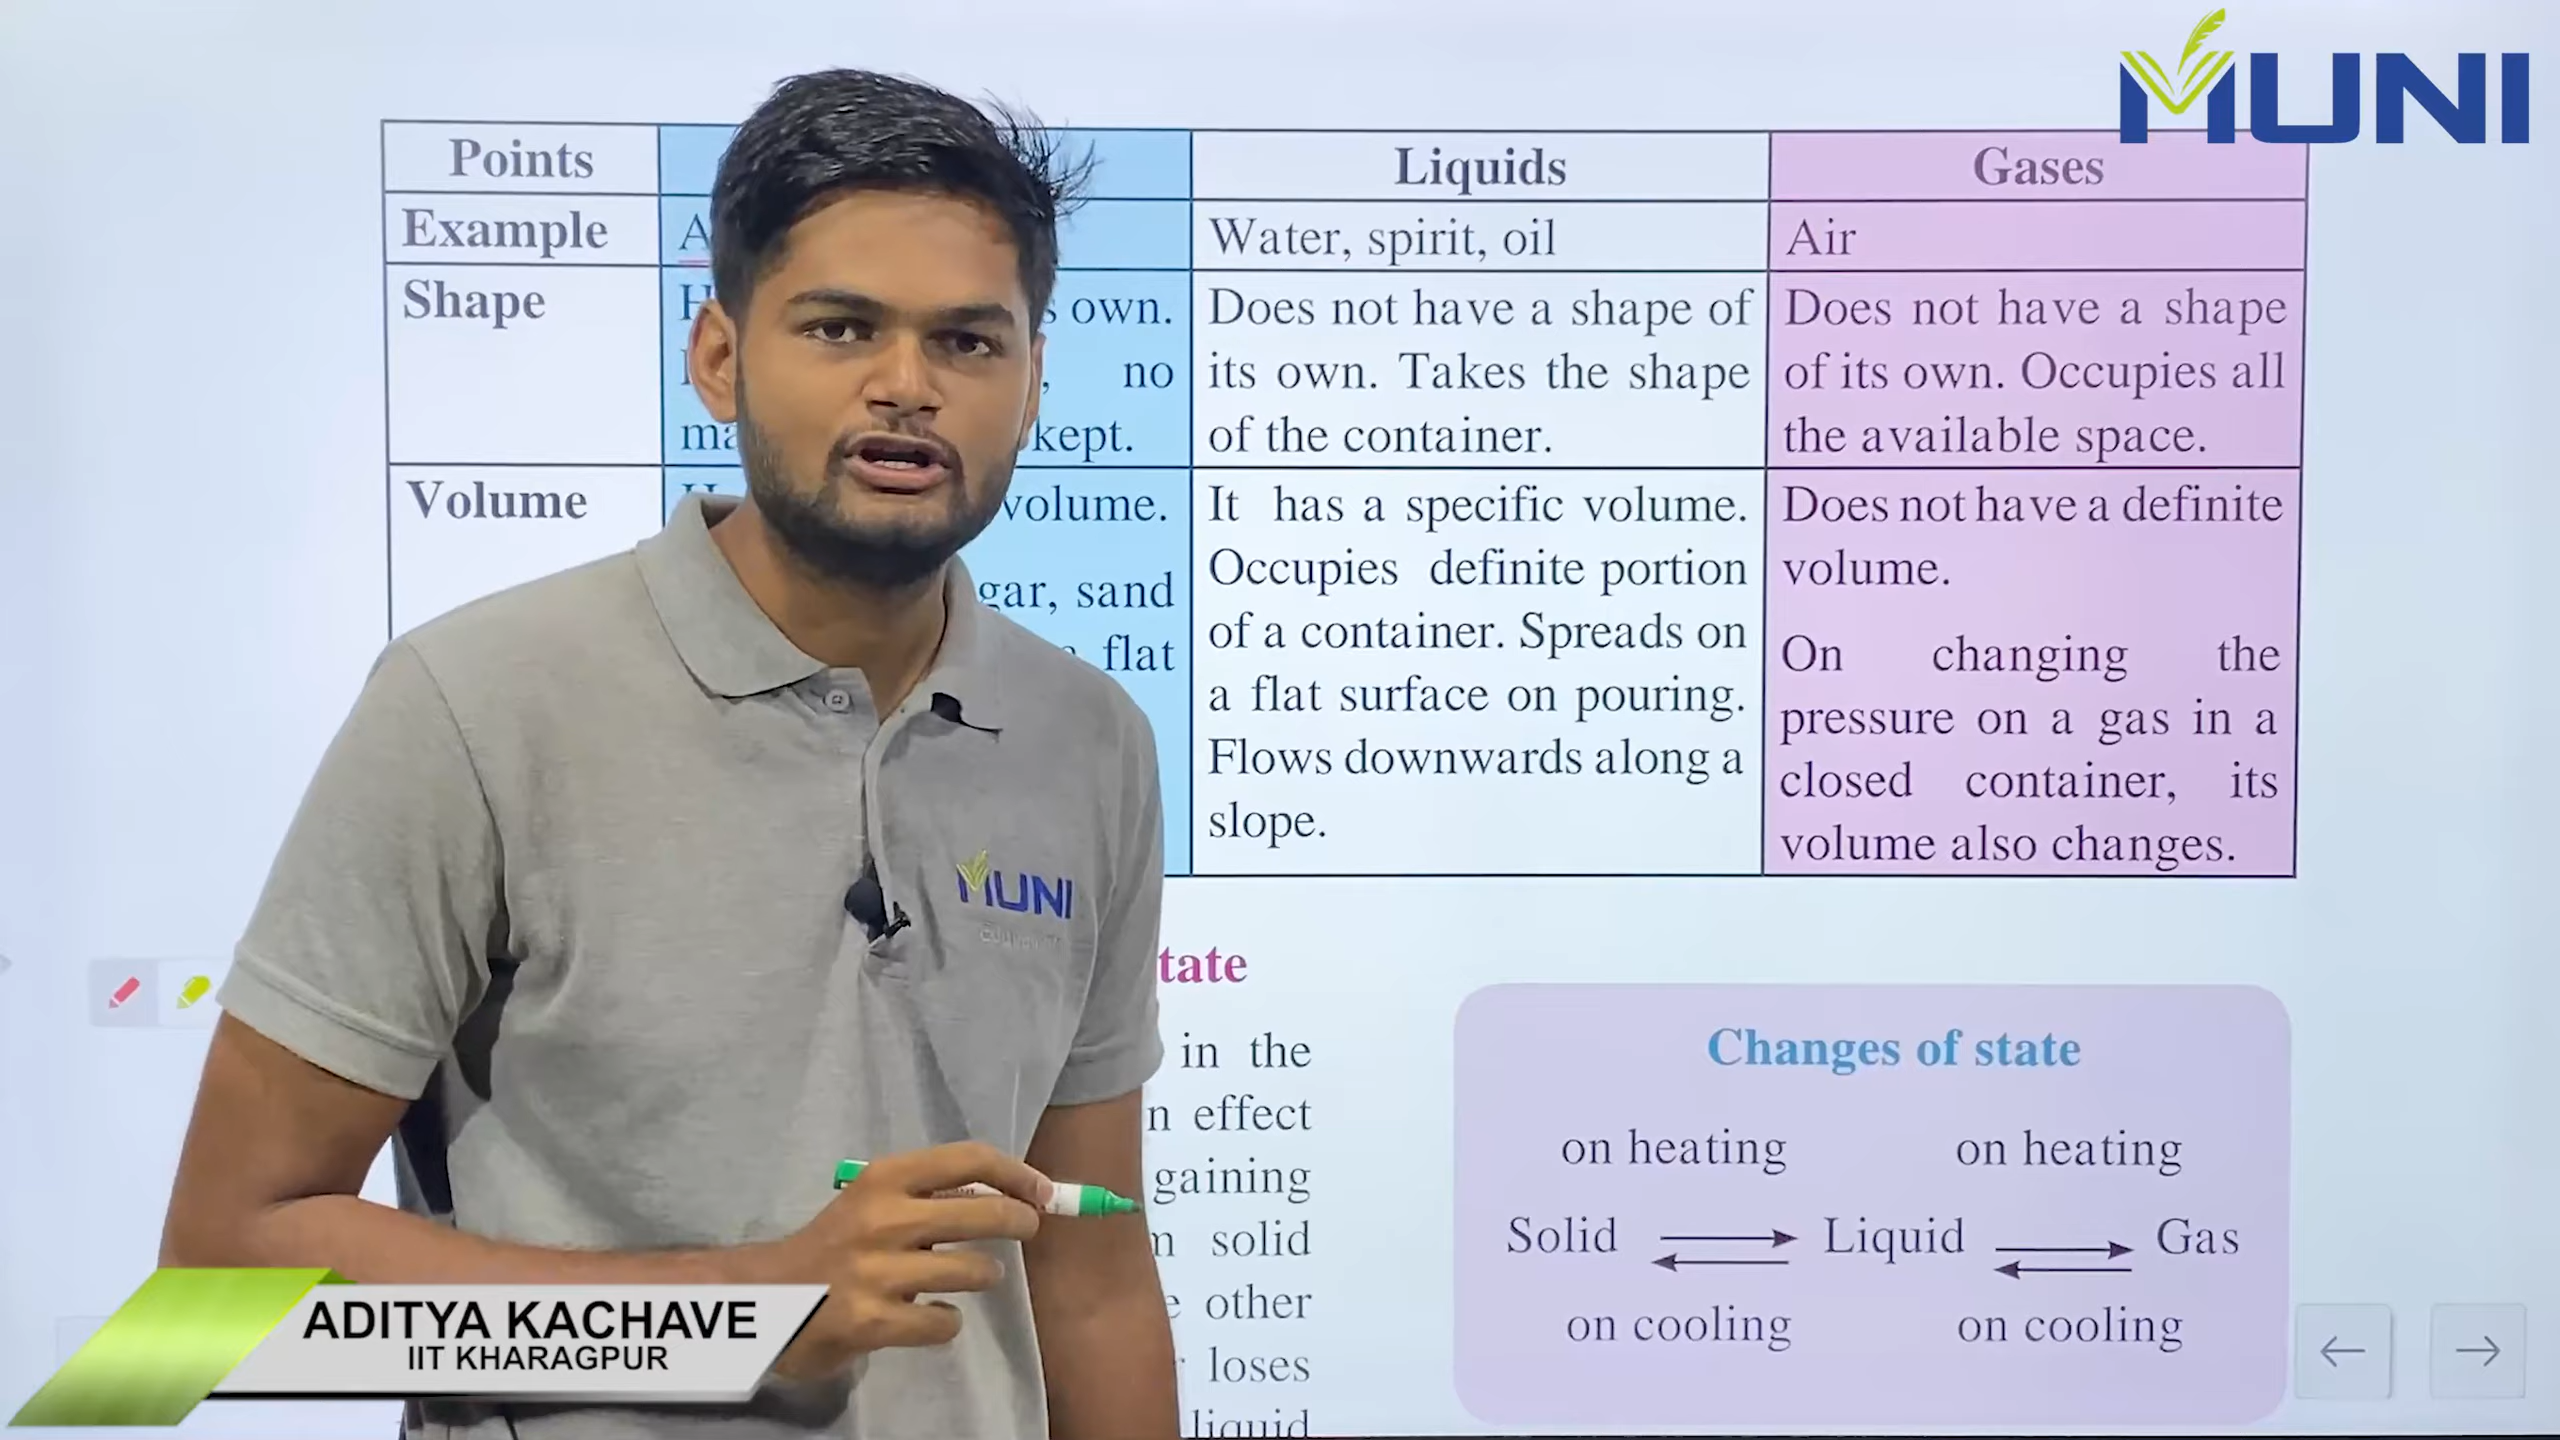 MUNI
Points
Liquids
Gases
Example
Water, spirit, oil
Air
Shape
own.
no
kept.
Does not have a shape of
its own. Takes the shape
of the container.
Does not have a shape
of its own. Occupies all
the available space.
Volume
volume.
sand
flat
It has a specific volume.
Occupies definite portion
of a container. Spreads on
a flat surface on pouring.
Flows downwards along a
slope.
Does not have a definite
volume.
On changing the
pressure on a gas in a
closed container, its
volume also changes.
MUNI
in the
effect
gaining
solid
other
loses
liquid
Changes of state
on heating on heating
Solid Liquid Gas
on cooling on cooling
ADITYA KACHAVE
IIT KHARAGPUR